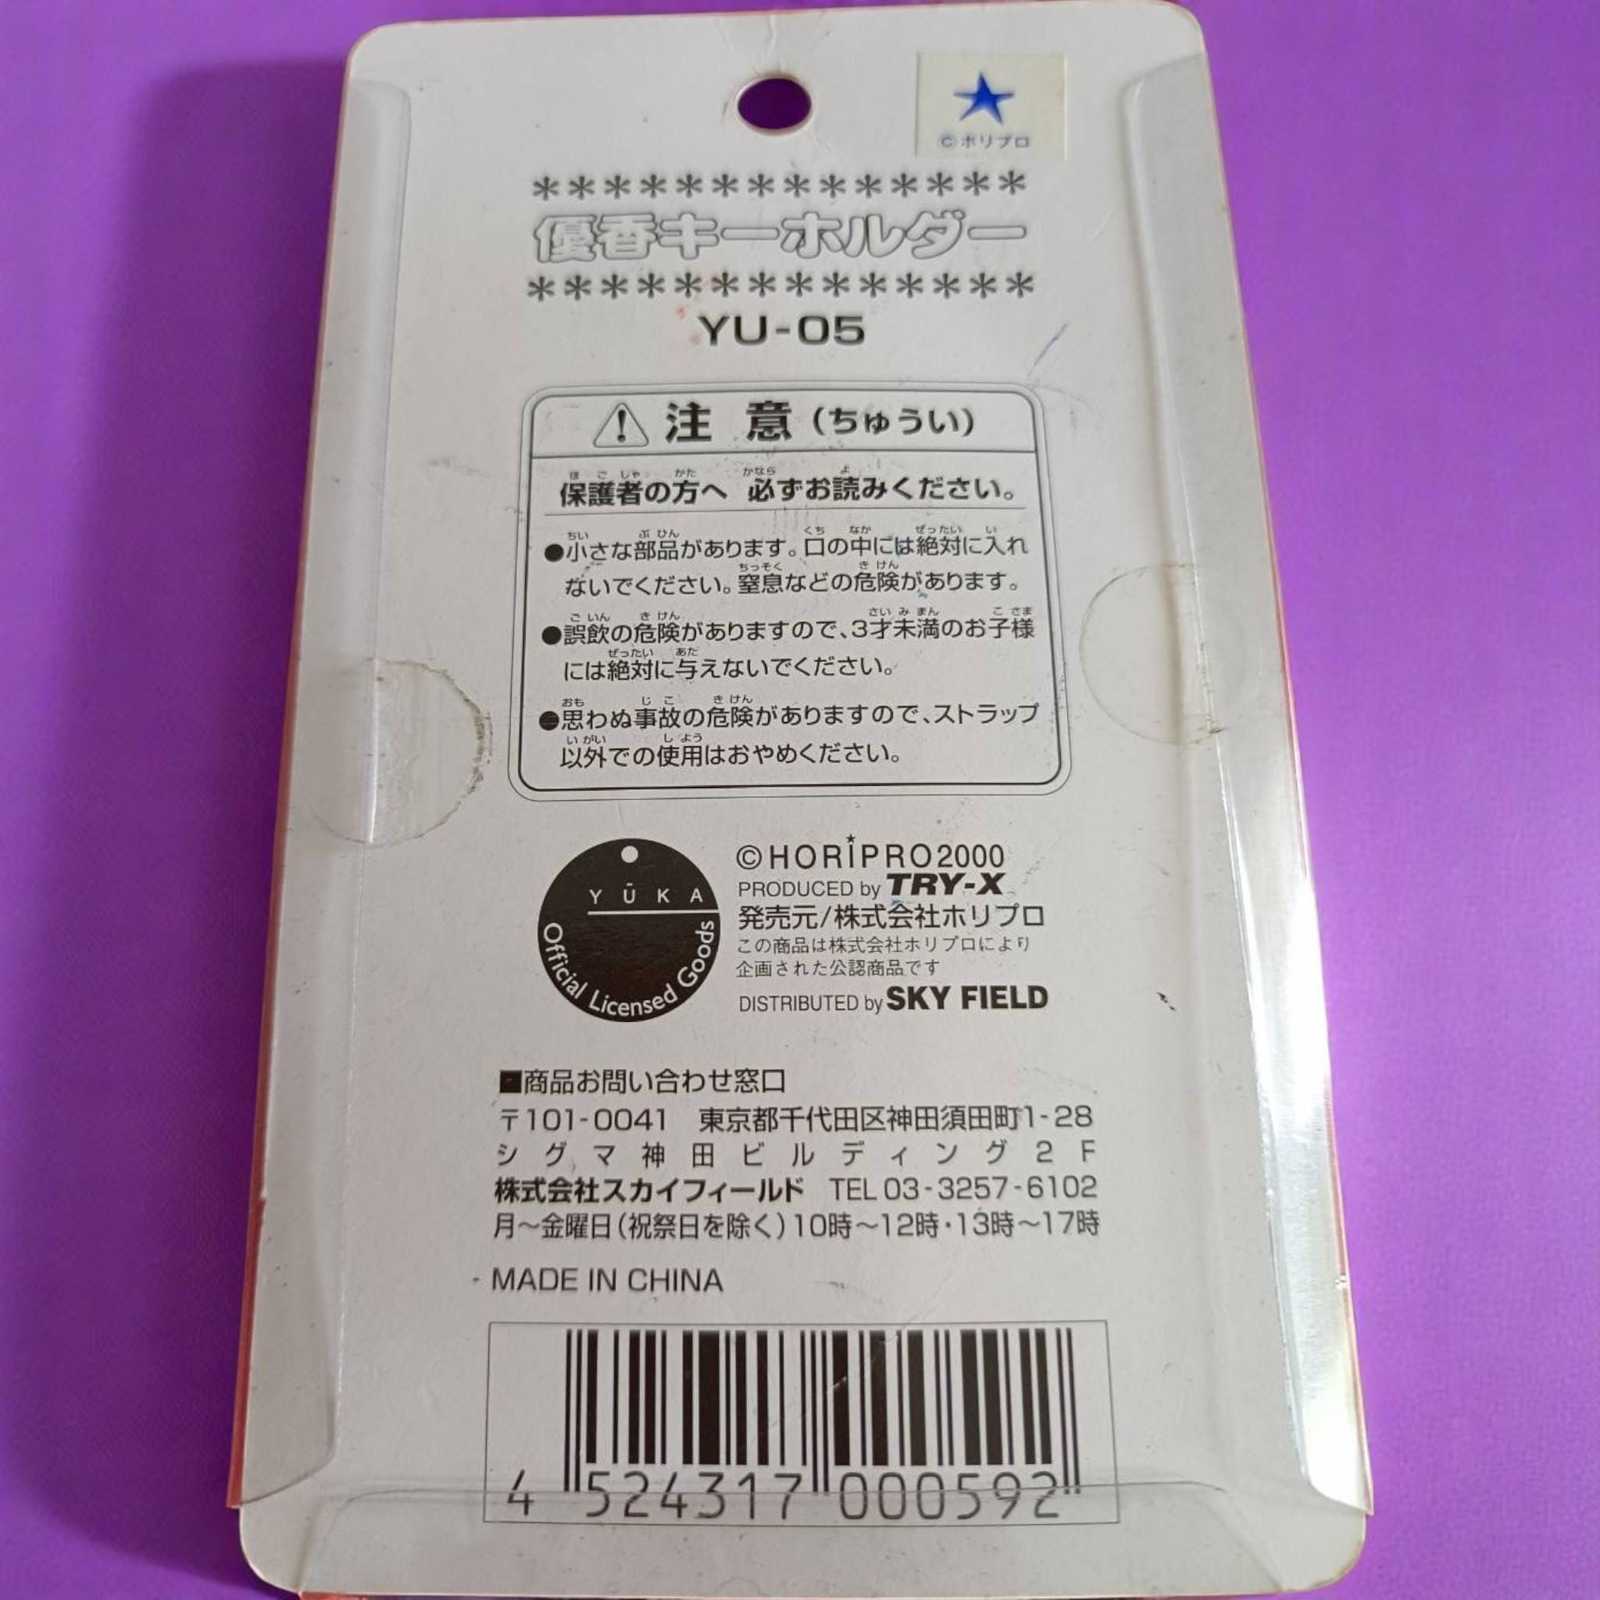 ©ホリプロ
＊＊＊＊＊＊＊＊＊＊＊＊＊＊
優香キーホルダー
＊＊＊＊＊＊＊＊＊＊＊＊＊＊
YU-05
注意（ちゅうい）
保護者の方へ 必ずお読みください。
●小さな部品があります。口の中には絶対に入れ
ないでください。窒息などの危険があります。
●誤飲の危険がありますので、3才未満のお子様
には絶対に与えないでください。
●思わぬ事故の危険がありますので、ストラップ
以外での使用はおやめください。
YŪKA
Official Licensed Goods
©HORIPRO2000
PRODUCED by TRY-X
発売元/株式会社ホリプロ
この商品は株式会社ホリプロにより
企画された公認商品です
DISTRIBUTED by SKY FIELD
■商品お問い合わせ窓口
〒101-0041 東京都千代田区神田須田町1-28
シグマ神田ビルディング2F
株式会社スカイフィールド TEL 03-3257-6102
月～金曜日(祝祭日を除く)10時～12時・13時～17時
MADE IN CHINA
4 524317 000592